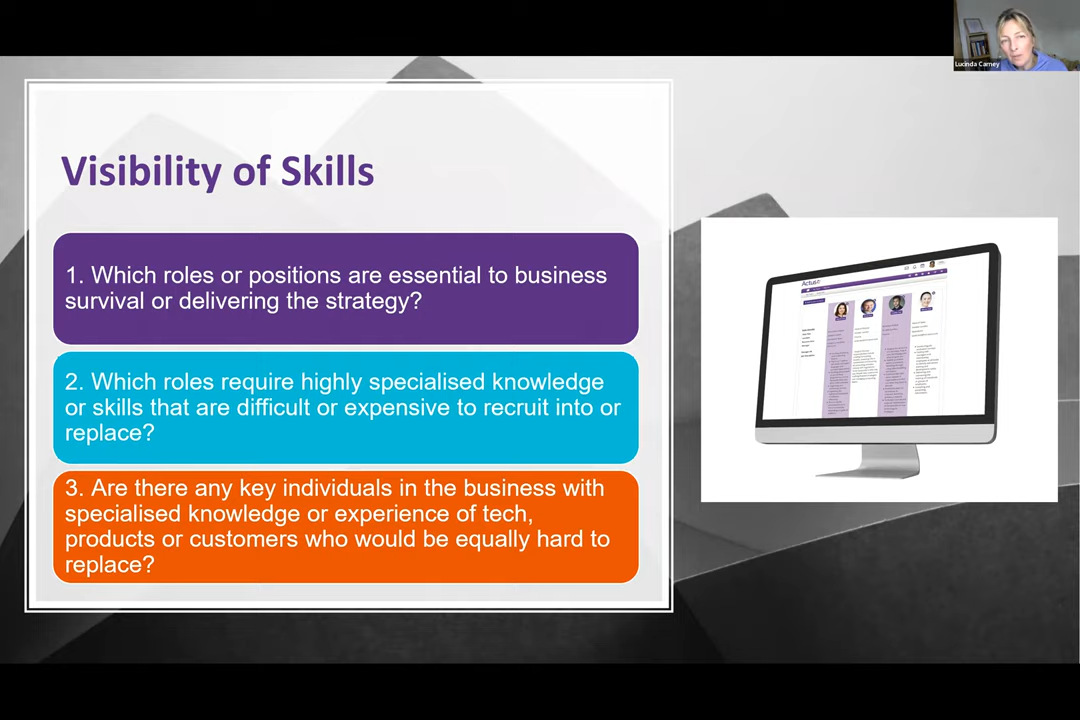 Lucinda Carney
Visibility of Skills
1. Which roles or positions are essential to business
survival or delivering the strategy?
2. Which roles require highly specialised knowledge
or skills that are difficult or expensive to recruit into or
replace?
3. Are there any key individuals in the business with
specialised knowledge or experience of tech,
products or customers who would be equally hard to
replace?
Actus